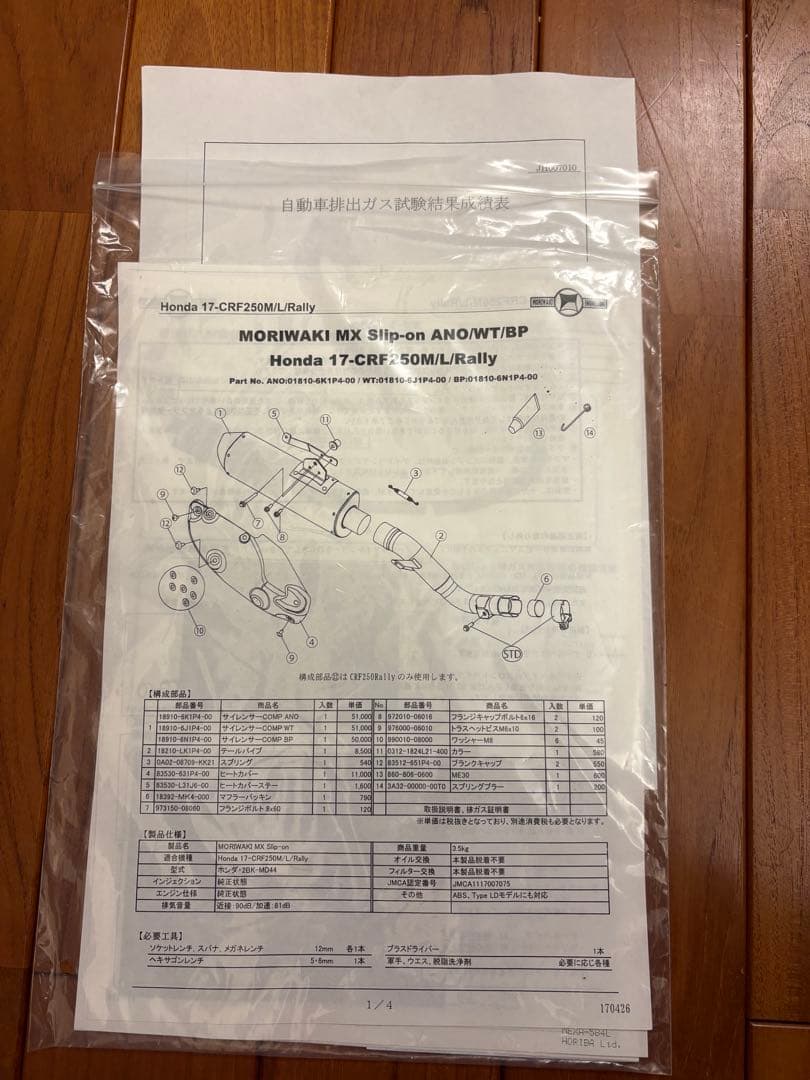 JH007010
自動車排出ガス試験結果成績表
Honda 17-CRF250M/L/Rally
MORIWAKI
MORIWAKI MX Slip-on ANO/WT/BP
Honda 17-CRF250M/L/Rally
Part No. ANO:01810-6K1P4-00 / WT:01810-6J1P4-00 / BP:01810-6N1P4-00
① ⑤ ⑪ ⑬ ⑭
⑫ ③
⑨ ⑦ ⑧ ②
⑫
⑥
⑩ ④ STD
⑨
構成部品⑫はCRF250Rallyのみ使用します。
【構成部品】
部品番号 商品名 入数 単価 No 部品番号 商品名 入数 単価
18910-6K1P4-00 サイレンサーCOMP ANO 1 51,000 8 972010-06016 フランジキャップボルト6x16 2 120
1 18910-6J1P4-00 サイレンサーCOMP WT 1 51,000 9 976000-06010 トラスヘッドビスM6x10 2 100
18910-6N1P4-00 サイレンサーCOMP BP 1 50,000 10 990010-08000 ワッシャーM8 6 45
2 18210-LK1P4-00 テールパイプ 1 8,500 11 0312-1824L21-400 カラー 1 580
3 0A02-08709-KK21 スプリング 1 540 12 83512-651P4-00 ブランクキャップ 2 550
4 83530-631P4-00 ヒートカバー 1 11,000 13 860-806-0600 ME30 1 600
5 83530-L31J6-00 ヒートカバーステー 1 1,600 14 3A32-00000-00T0 スプリングプラー 1 200
6 18392-MK4-000 マフラーパッキン 1 790
7 973150-08060 フランジボルト8x60 1 120 取扱説明書、排ガス証明書
※単価は税抜きとなっており、別途消費税も必要となります。
【製品仕様】
製品名 MORIWAKI MX Slip-on 商品重量 3.5kg
適合機種 Honda 17-CRF250M/L/Rally オイル交換 本製品脱着不要
型式 ホンダ・2BK-MD44 フィルター交換 本製品脱着不要
インジェクション 純正状態 JMCA認定番号 JMCA1117007075
エンジン仕様 純正状態 その他 ABS、Type LDモデルにも対応
排気音量 近接:90dB/加速:81dB
【必要工具】
ソケットレンチ、スパナ、メガネレンチ 12mm 各1本 プラスドライバー 1本
ヘキサゴンレンチ 5・6mm 1本 軍手、ウエス、脱脂洗浄剤 必要に応じ各種
1/4
170426
MEXA-584L
HORIBA Ltd.